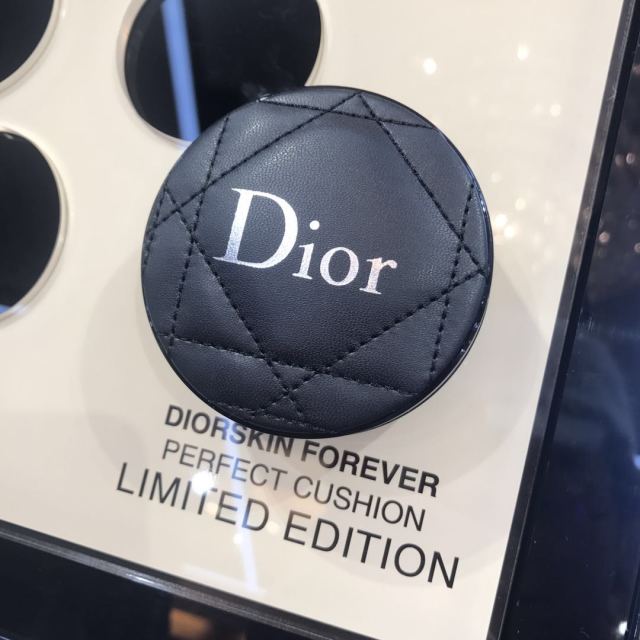 Dior
DIORSKIN FOREVER
PERFECT CUSHION
LIMITED EDITION